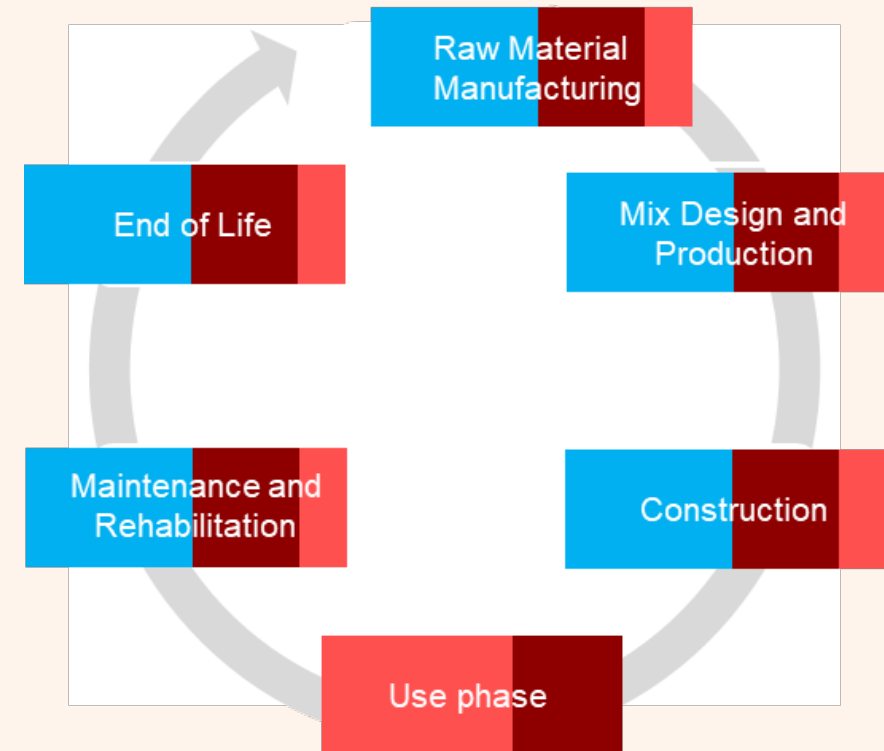 Raw Material
Manufacturing
Mix Design and
Production
Construction
Use phase
Maintenance and
Rehabilitation
End of Life